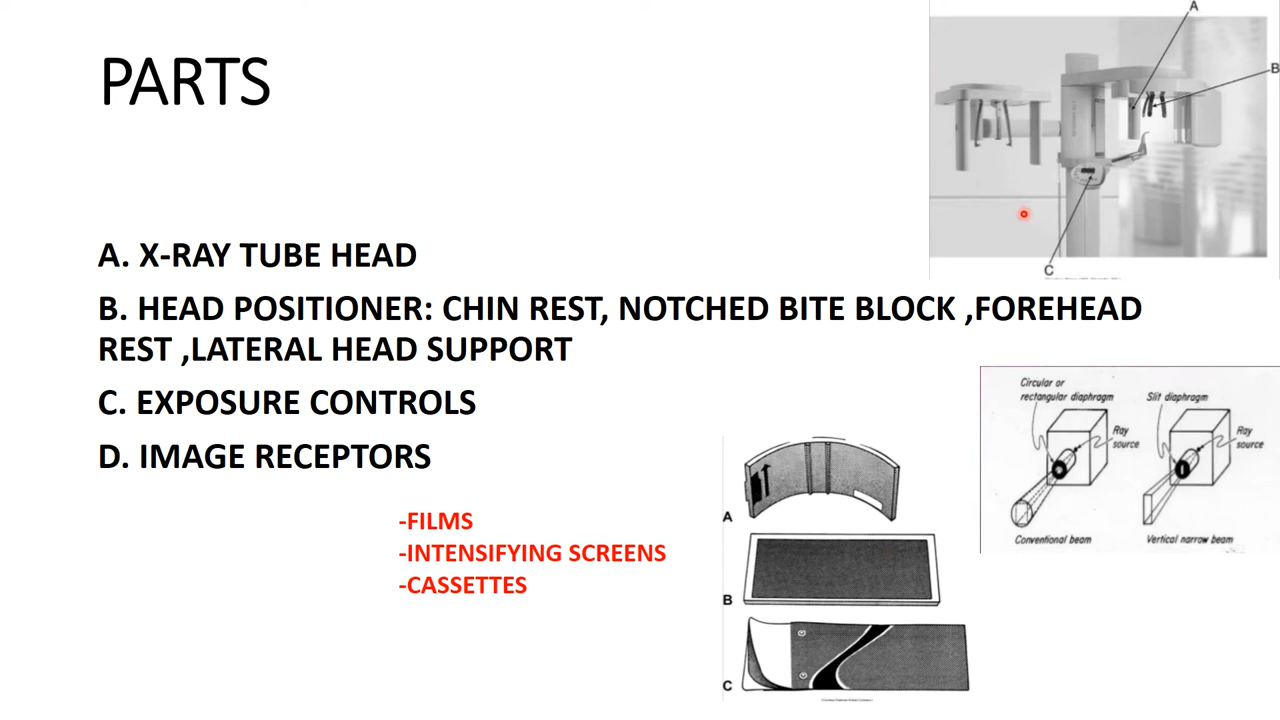 PARTS
A
B
C
A. X-RAY TUBE HEAD
B. HEAD POSITIONER: CHIN REST, NOTCHED BITE BLOCK ,FOREHEAD
REST ,LATERAL HEAD SUPPORT
C. EXPOSURE CONTROLS
D. IMAGE RECEPTORS
-FILMS
-INTENSIFYING SCREENS
-CASSETTES
A
B
C
Circular or
rectangular diaphragm
Ray
source
Conventional beam
Slit diaphragm
Ray
source
Vertical narrow beam